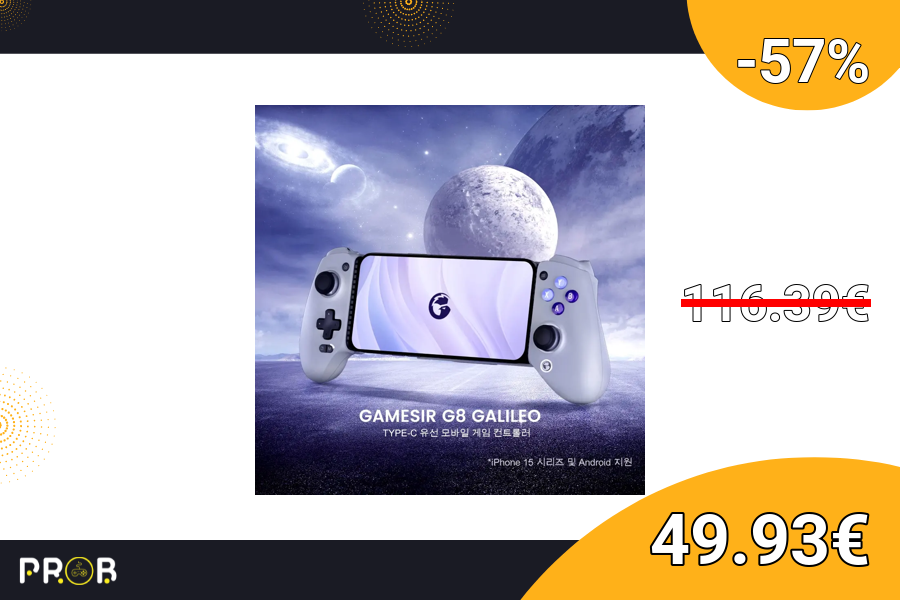 -57%
116.39€
GAMESIR G8 GALILEO
TYPE-C 유선 모바일 게임 컨트롤러
*iPhone 15 시리즈 및 Android 지원
49.93€
PROB